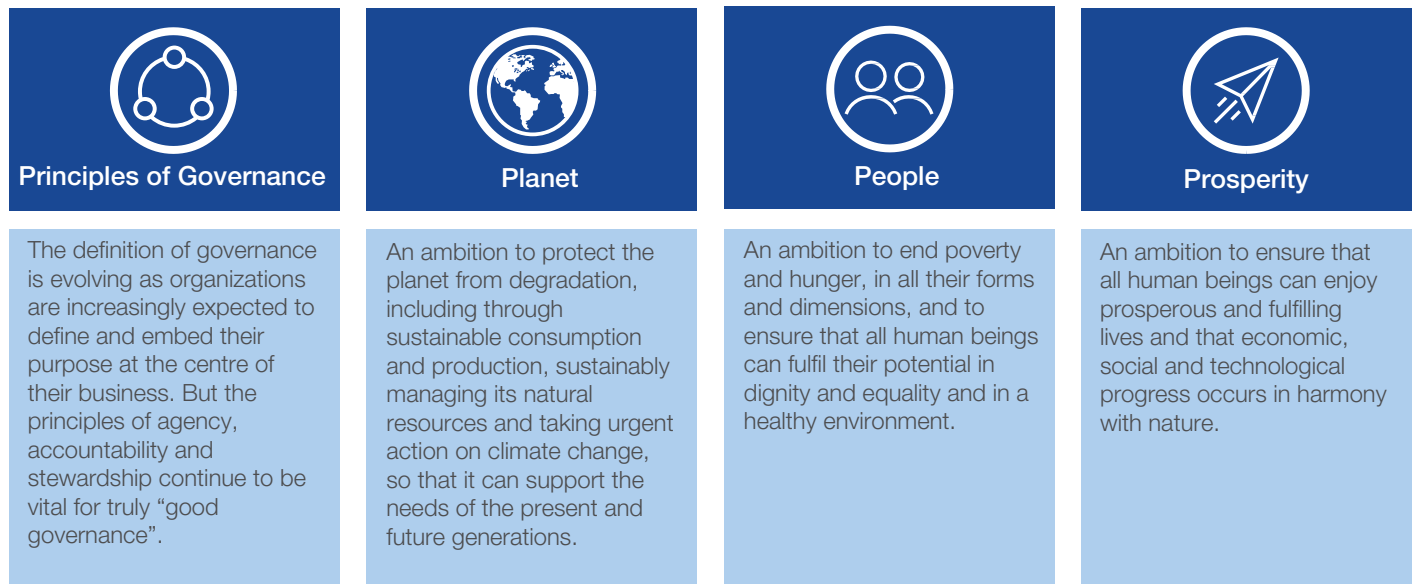 Principles of Governance
The definition of governance
is evolving as organizations
are increasingly expected to
define and embed their
purpose at the centre of
their business. But the
principles of agency,
accountability and
stewardship continue to be
vital for truly “good
governance”.
Planet
An ambition to protect the
planet from degradation,
including through
sustainable consumption
and production, sustainably
managing its natural
resources and taking urgent
action on climate change,
so that it can support the
needs of the present and
future generations.
People
An ambition to end poverty
and hunger, in all their forms
and dimensions, and to
ensure that all human beings
can fulfil their potential in
dignity and equality and in a
healthy environment.
Prosperity
An ambition to ensure that
all human beings can enjoy
prosperous and fulfilling
lives and that economic,
social and technological
progress occurs in harmony
with nature.